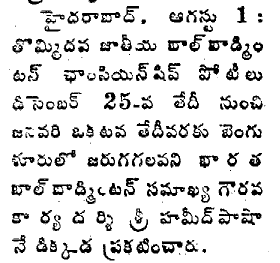 హైదరాబాద్, ఆగస్టు 1:
తొమ్మిదవ జాతీయ బాల్ బాడ్మిం
టన్ ఛాంపియన్‌షిప్ పోటీలు
డిసెంబర్ 25-వ తేదీ నుంచి
జనవరి ఒకటవ తేదీవరకు బెంగు
ళూరులో జరుగగలవని భారత
బాల్ బాడ్మింటన్ సమాఖ్య గౌరవ
కార్యదర్శి శ్రీ హమీద్‌పాషా
నేడిక్కడ ప్రకటించారు.